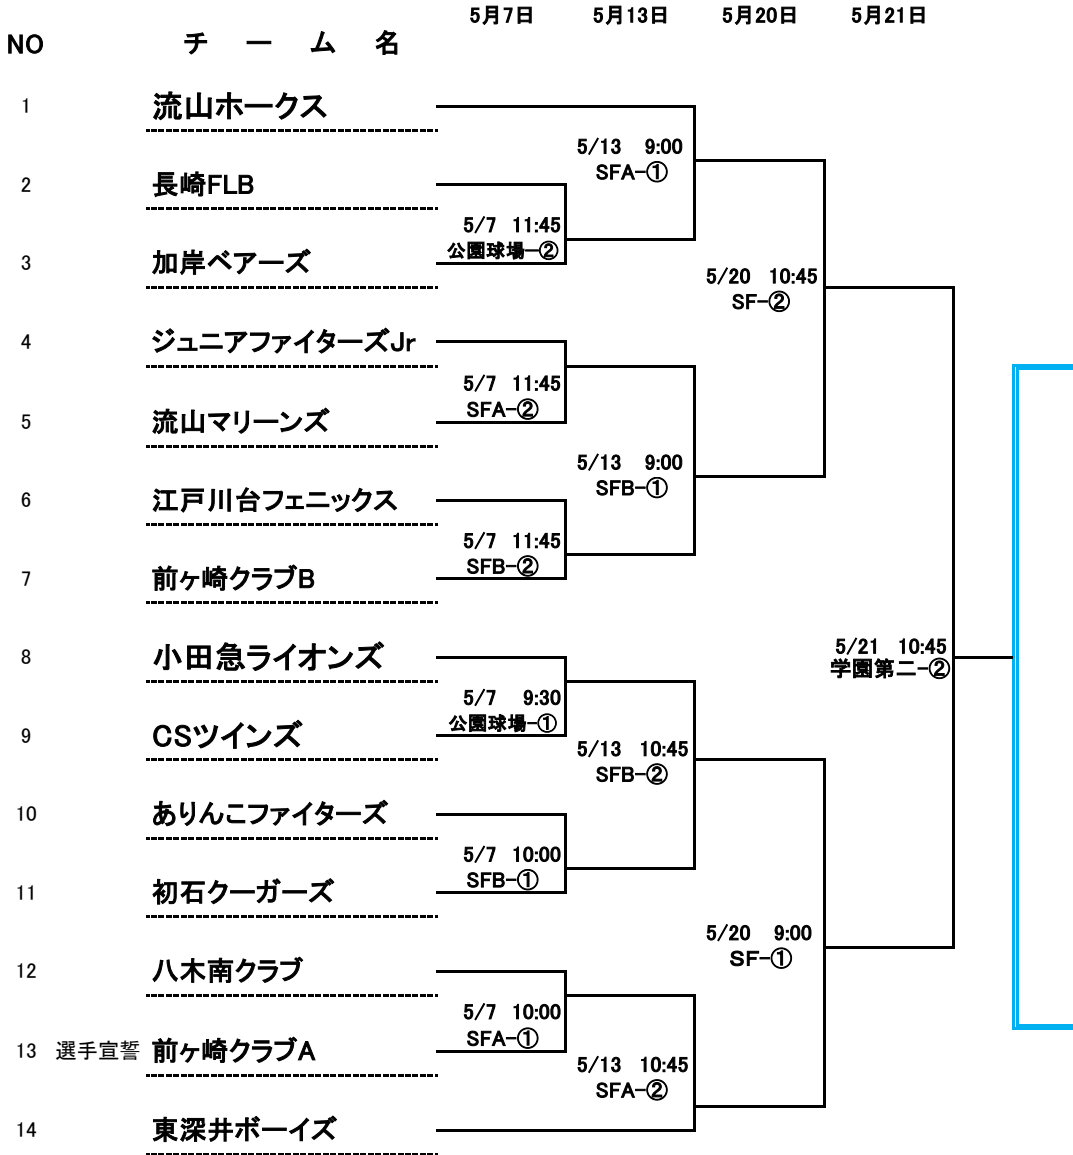 5月7日 5月13日 5月20日 5月21日
NO チーム名
1 流山ホークス
5/13 9:00
SFA-①
2 長崎FLB
5/7 11:45
公園球場-②
3 加岸ベアーズ
5/20 10:45
SF-②
4 ジュニアファイターズJr
5/7 11:45
SFA-②
5 流山マリーンズ
5/13 9:00
SFB-①
6 江戸川台フェニックス
5/7 11:45
SFB-②
7 前ヶ崎クラブB
5/21 10:45
学園第二-②
8 小田急ライオンズ
5/7 9:30
公園球場-①
9 CSツインズ
5/13 10:45
SFB-②
10 ありんこファイターズ
5/7 10:00
SFB-①
11 初石クーガーズ
5/20 9:00
SF-①
12 八木南クラブ
5/7 10:00
SFA-①
13 選手宣誓 前ヶ崎クラブA
5/13 10:45
SFA-②
14 東深井ボーイズ